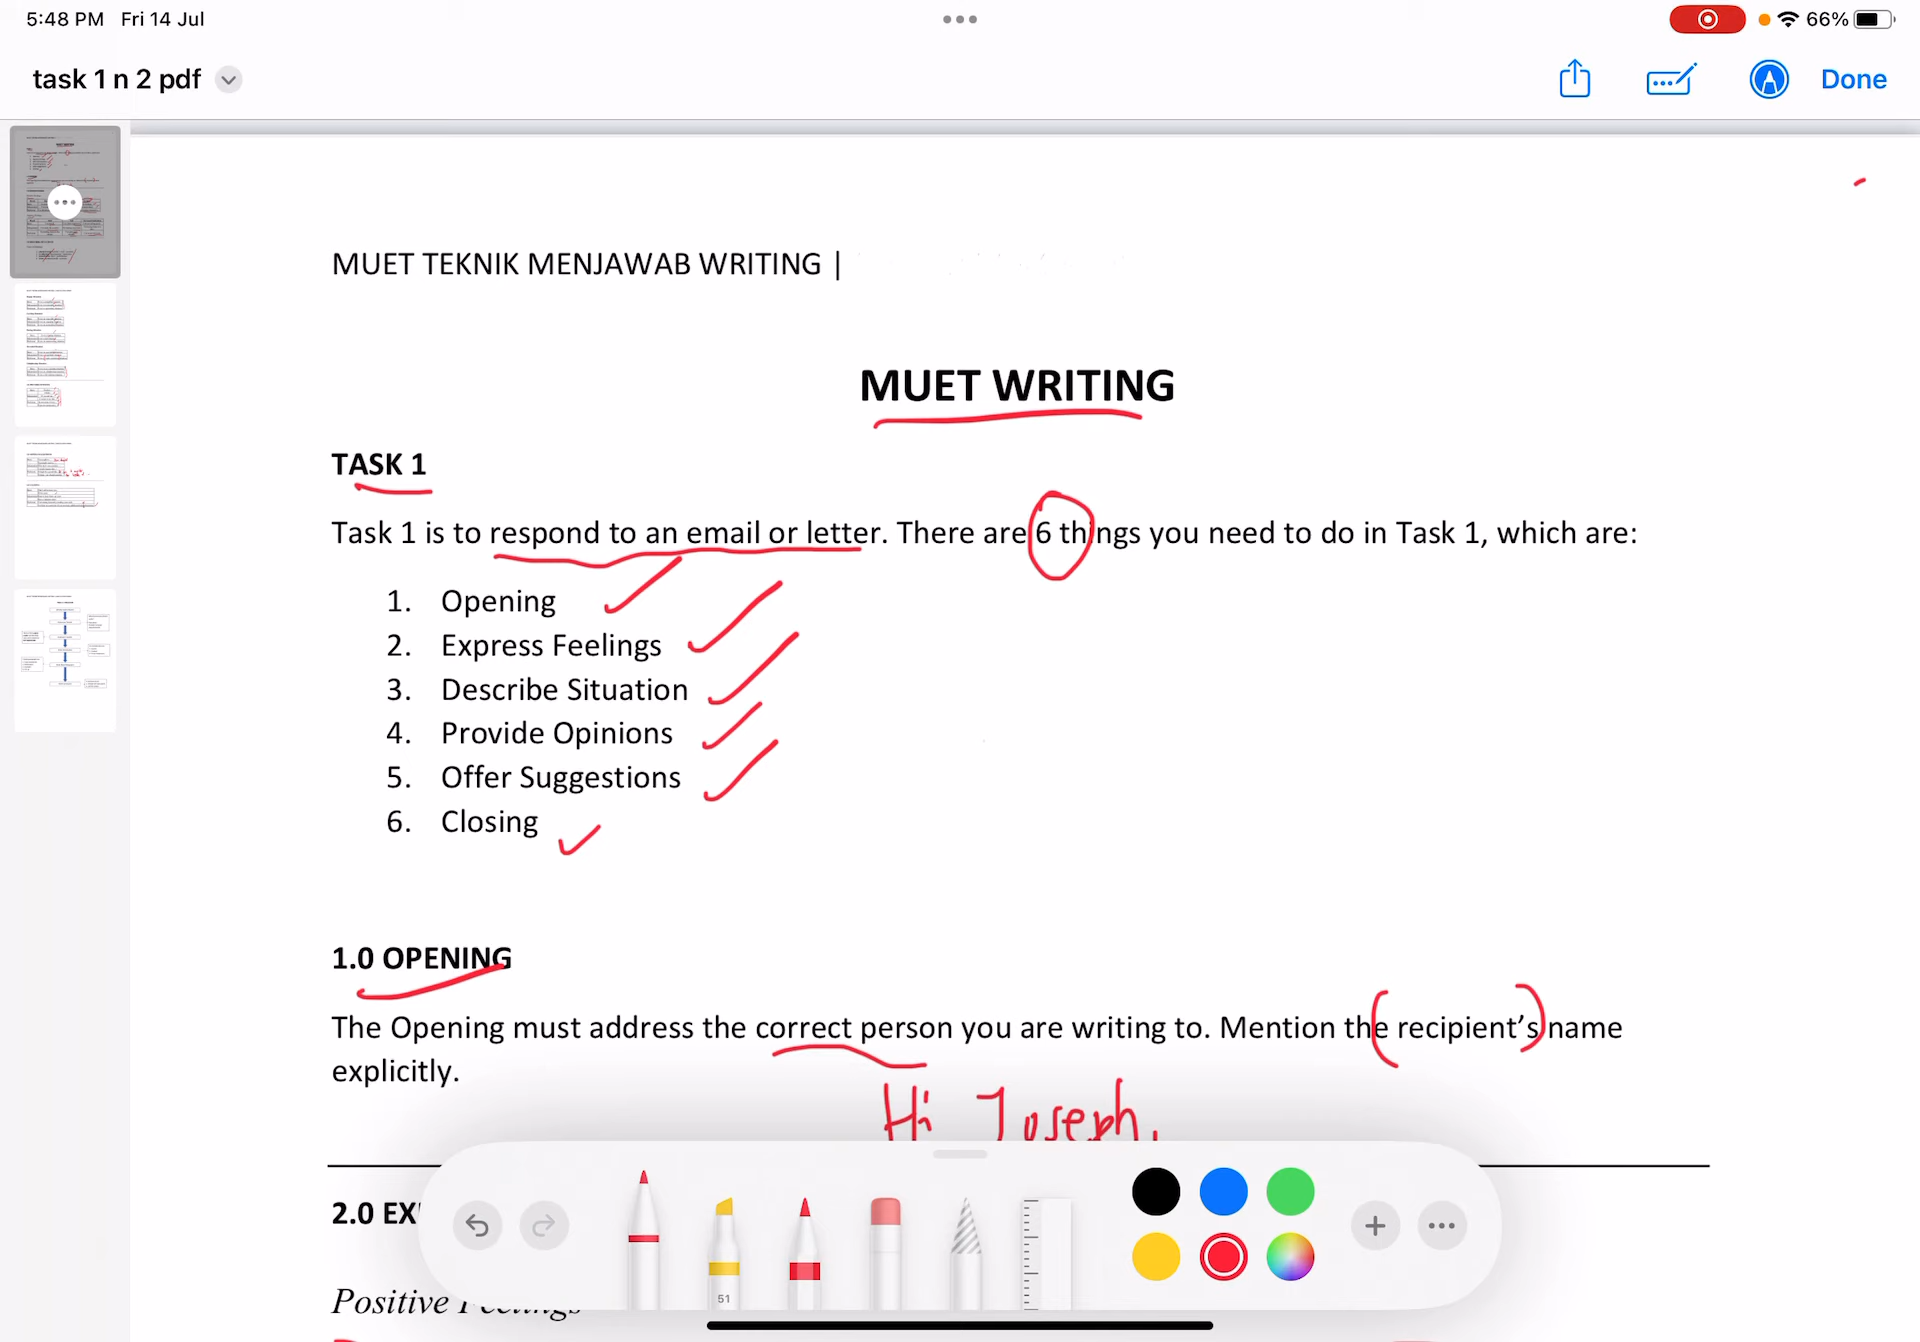 5:48 PM Fri 14 Jul
66%
task 1 n 2 pdf
Done
MUET TEKNIK MENJAWAB WRITING |
MUET WRITING
TASK 1
Task 1 is to respond to an email or letter. There are 6 things you need to do in Task 1, which are:
1. Opening
2. Express Feelings
3. Describe Situation
4. Provide Opinions
5. Offer Suggestions
6. Closing
1.0 OPENING
The Opening must address the correct person you are writing to. Mention the recipient’s name
explicitly.
Hi Joseph,
2.0 EX
Positive
51